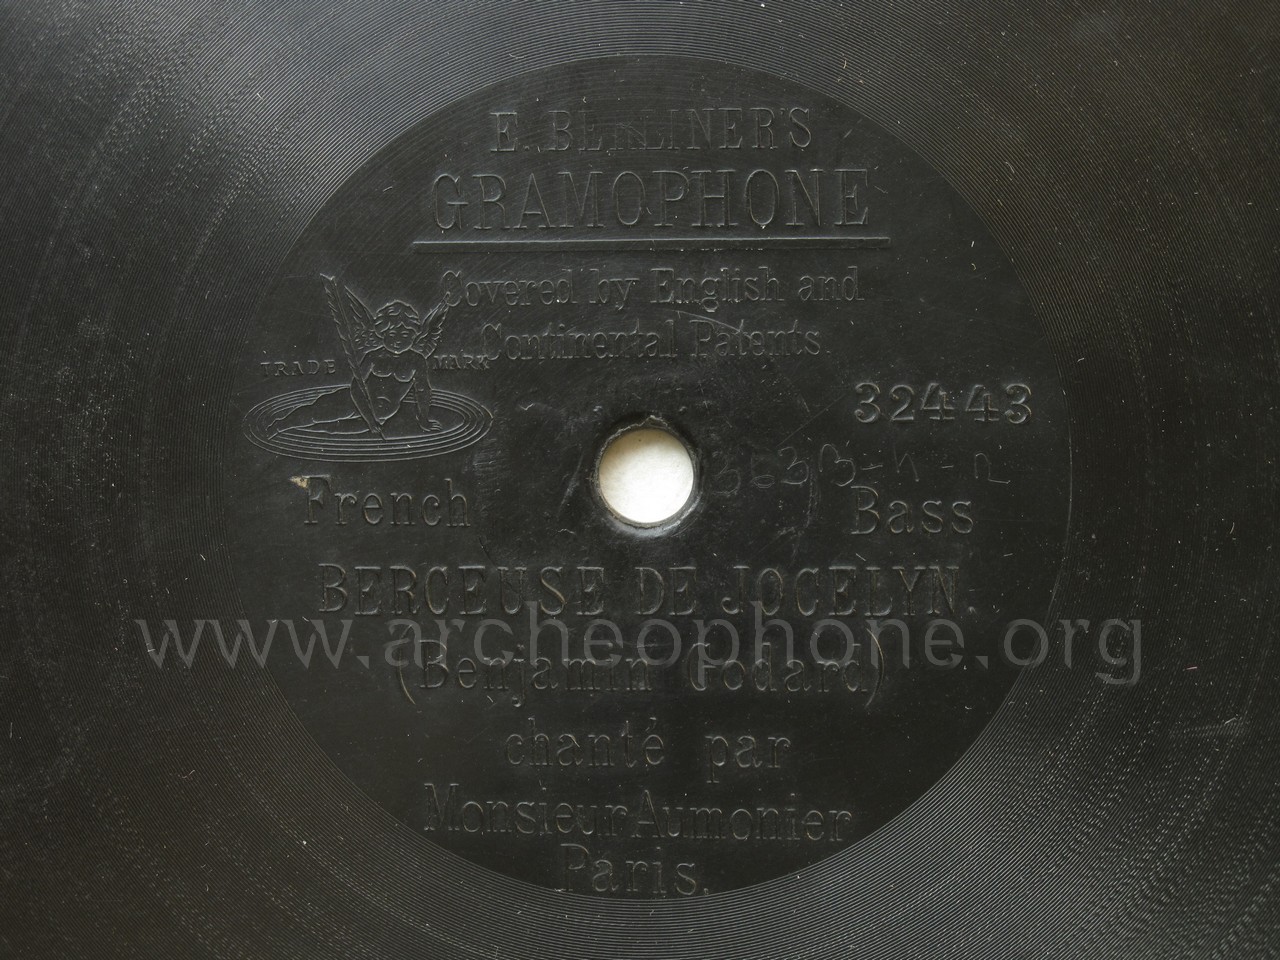 E. BERLINER'S
GRAMOPHONE
Covered by English and
Continental Patents.
TRADE MARK
32443
French
Bass
BERCEUSE DE JOCELYN.
www.archeophone.org
(Benjamin Godard)
chanté par
Monsieur Aumonier
Paris.